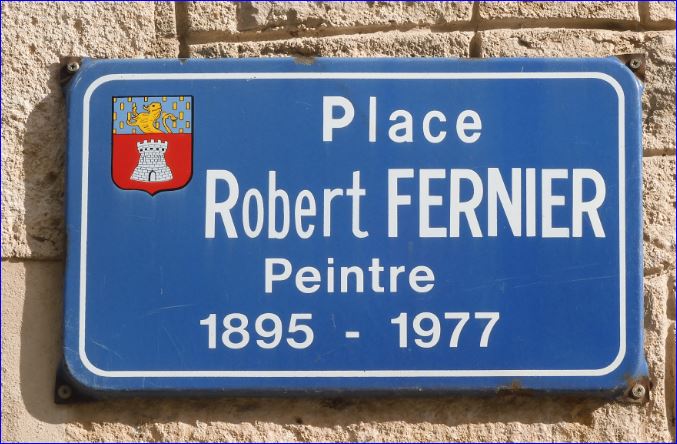 Place
Robert FERNIER
Peintre
1895 - 1977